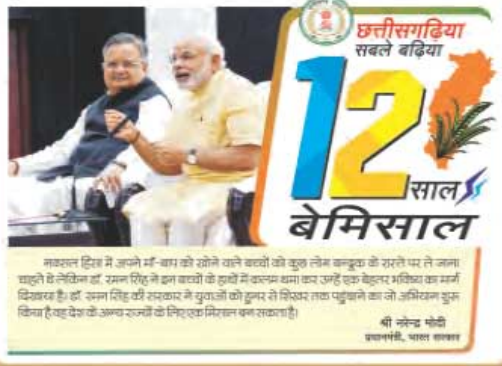 छत्तीसगढ़िया
सबले बढ़िया
12
साल
बेमिसाल
नक्सल हिंसा में अपने माँ-बाप को खोने वाले बच्चों को कुछ लोग बन्दूक के रास्ते पर ले जाना
चाहते थे लेकिन डॉ. रमन सिंह ने इन बच्चों के हाथों में कलम थमा कर उन्हें एक बेहतर भविष्य का मार्ग
दिखाया है। डॉ. रमन सिंह की सरकार ने युवाओं को हुनर से शिखर तक पहुंचाने का जो अभियान शुरू
किया है वह देश के अन्य राज्यों के लिए एक मिसाल बन सकता है।
श्री नरेन्द्र मोदी
प्रधानमंत्री, भारत सरकार